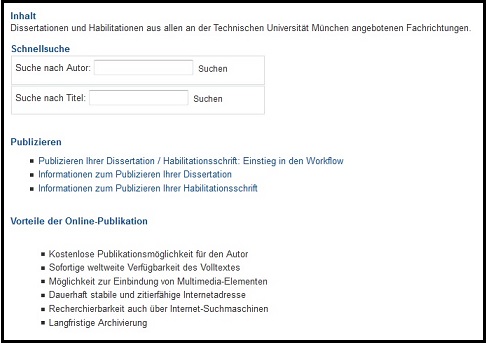 Inhalt
Dissertationen und Habilitationen aus allen an der Technischen Universität München angebotenen Fachrichtungen.
Schnellsuche
Suche nach Autor: Suchen
Suche nach Titel: Suchen
Publizieren
Publizieren Ihrer Dissertation / Habilitationsschrift: Einstieg in den Workflow
Informationen zum Publizieren Ihrer Dissertation
Informationen zum Publizieren Ihrer Habilitationsschrift
Vorteile der Online-Publikation
Kostenlose Publikationsmöglichkeit für den Autor
Sofortige weltweite Verfügbarkeit des Volltextes
Möglichkeit zur Einbindung von Multimedia-Elementen
Dauerhaft stabile und zitierfähige Internetadresse
Recherchierbarkeit auch über Internet-Suchmaschinen
Langfristige Archivierung